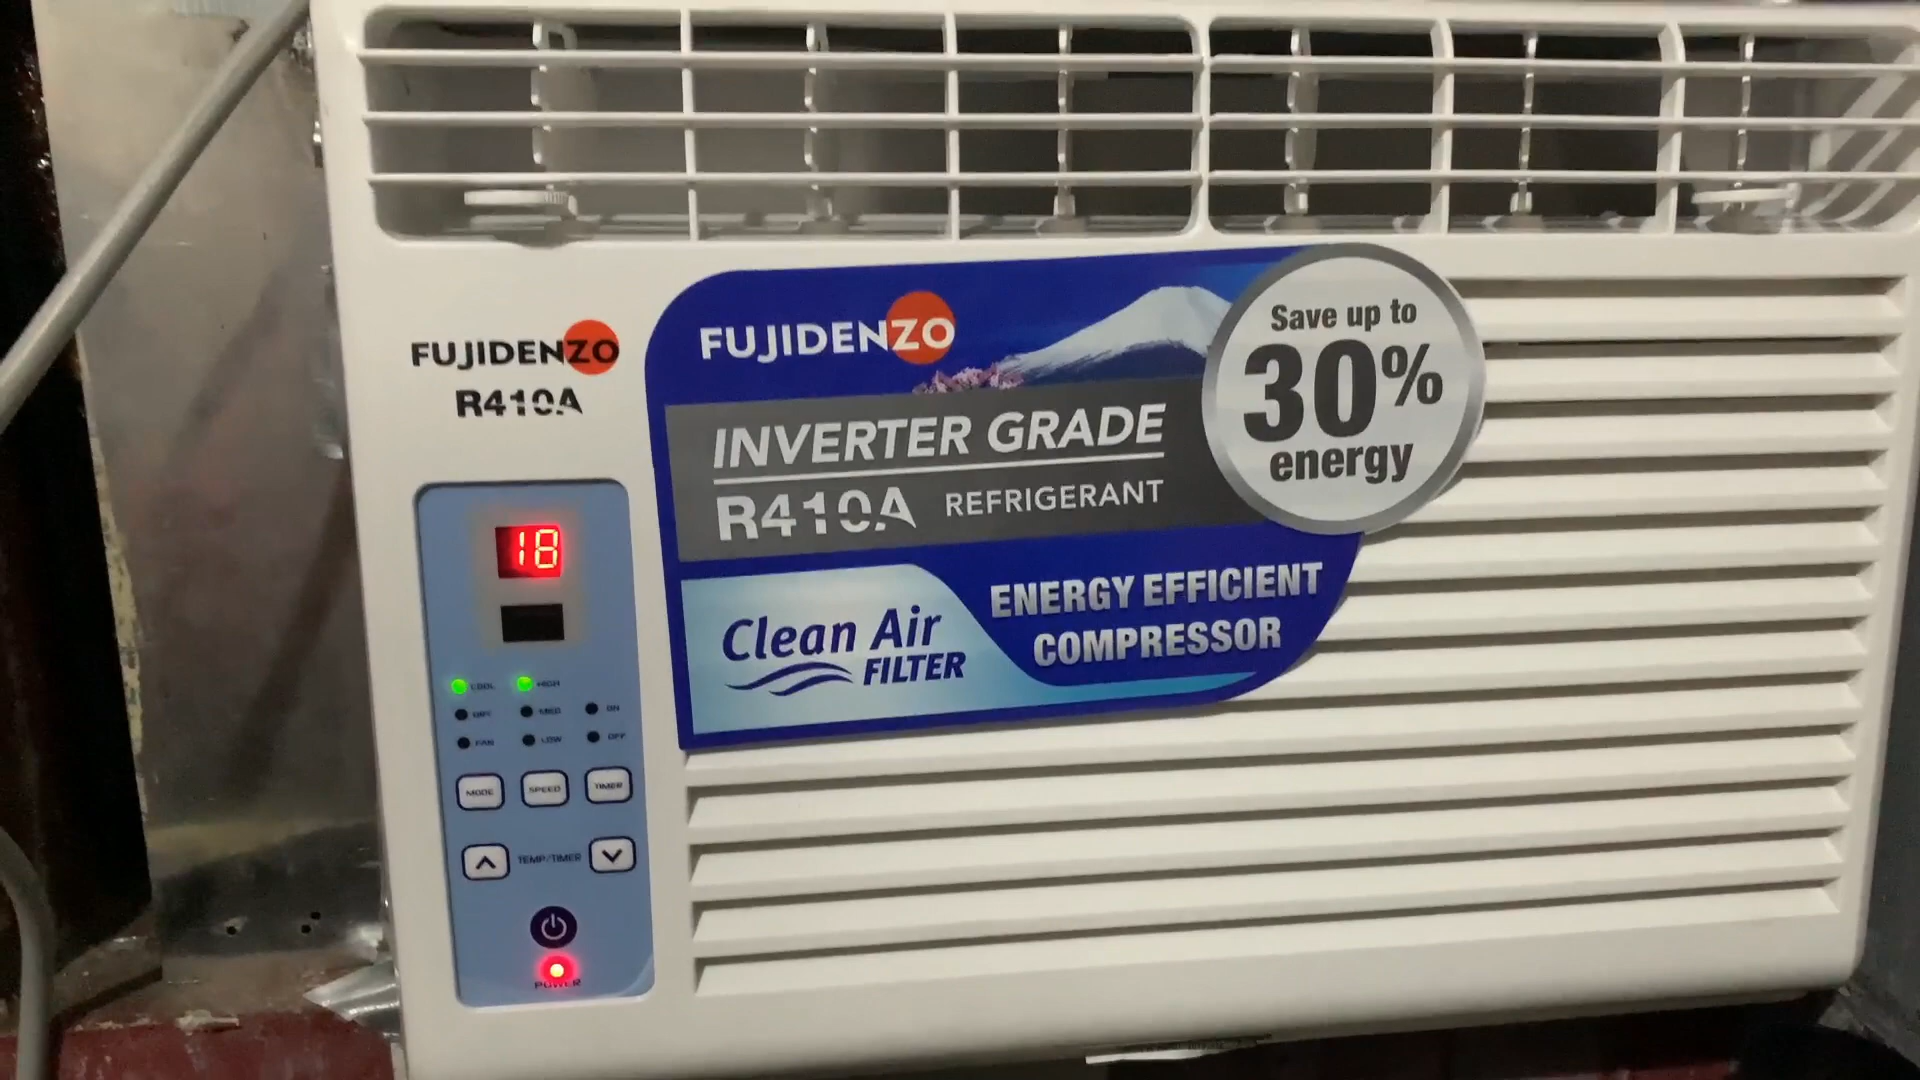 FUJIDENZO
R410A
18
COOL
HIGH
DRY
MED
ON
FAN
LOW
OFF
MODE
SPEED
TIMER
TEMP/TIMER
POWER
FUJIDENZO
INVERTER GRADE
R410A REFRIGERANT
Clean Air
FILTER
ENERGY EFFICIENT
COMPRESSOR
Save up to
30%
energy